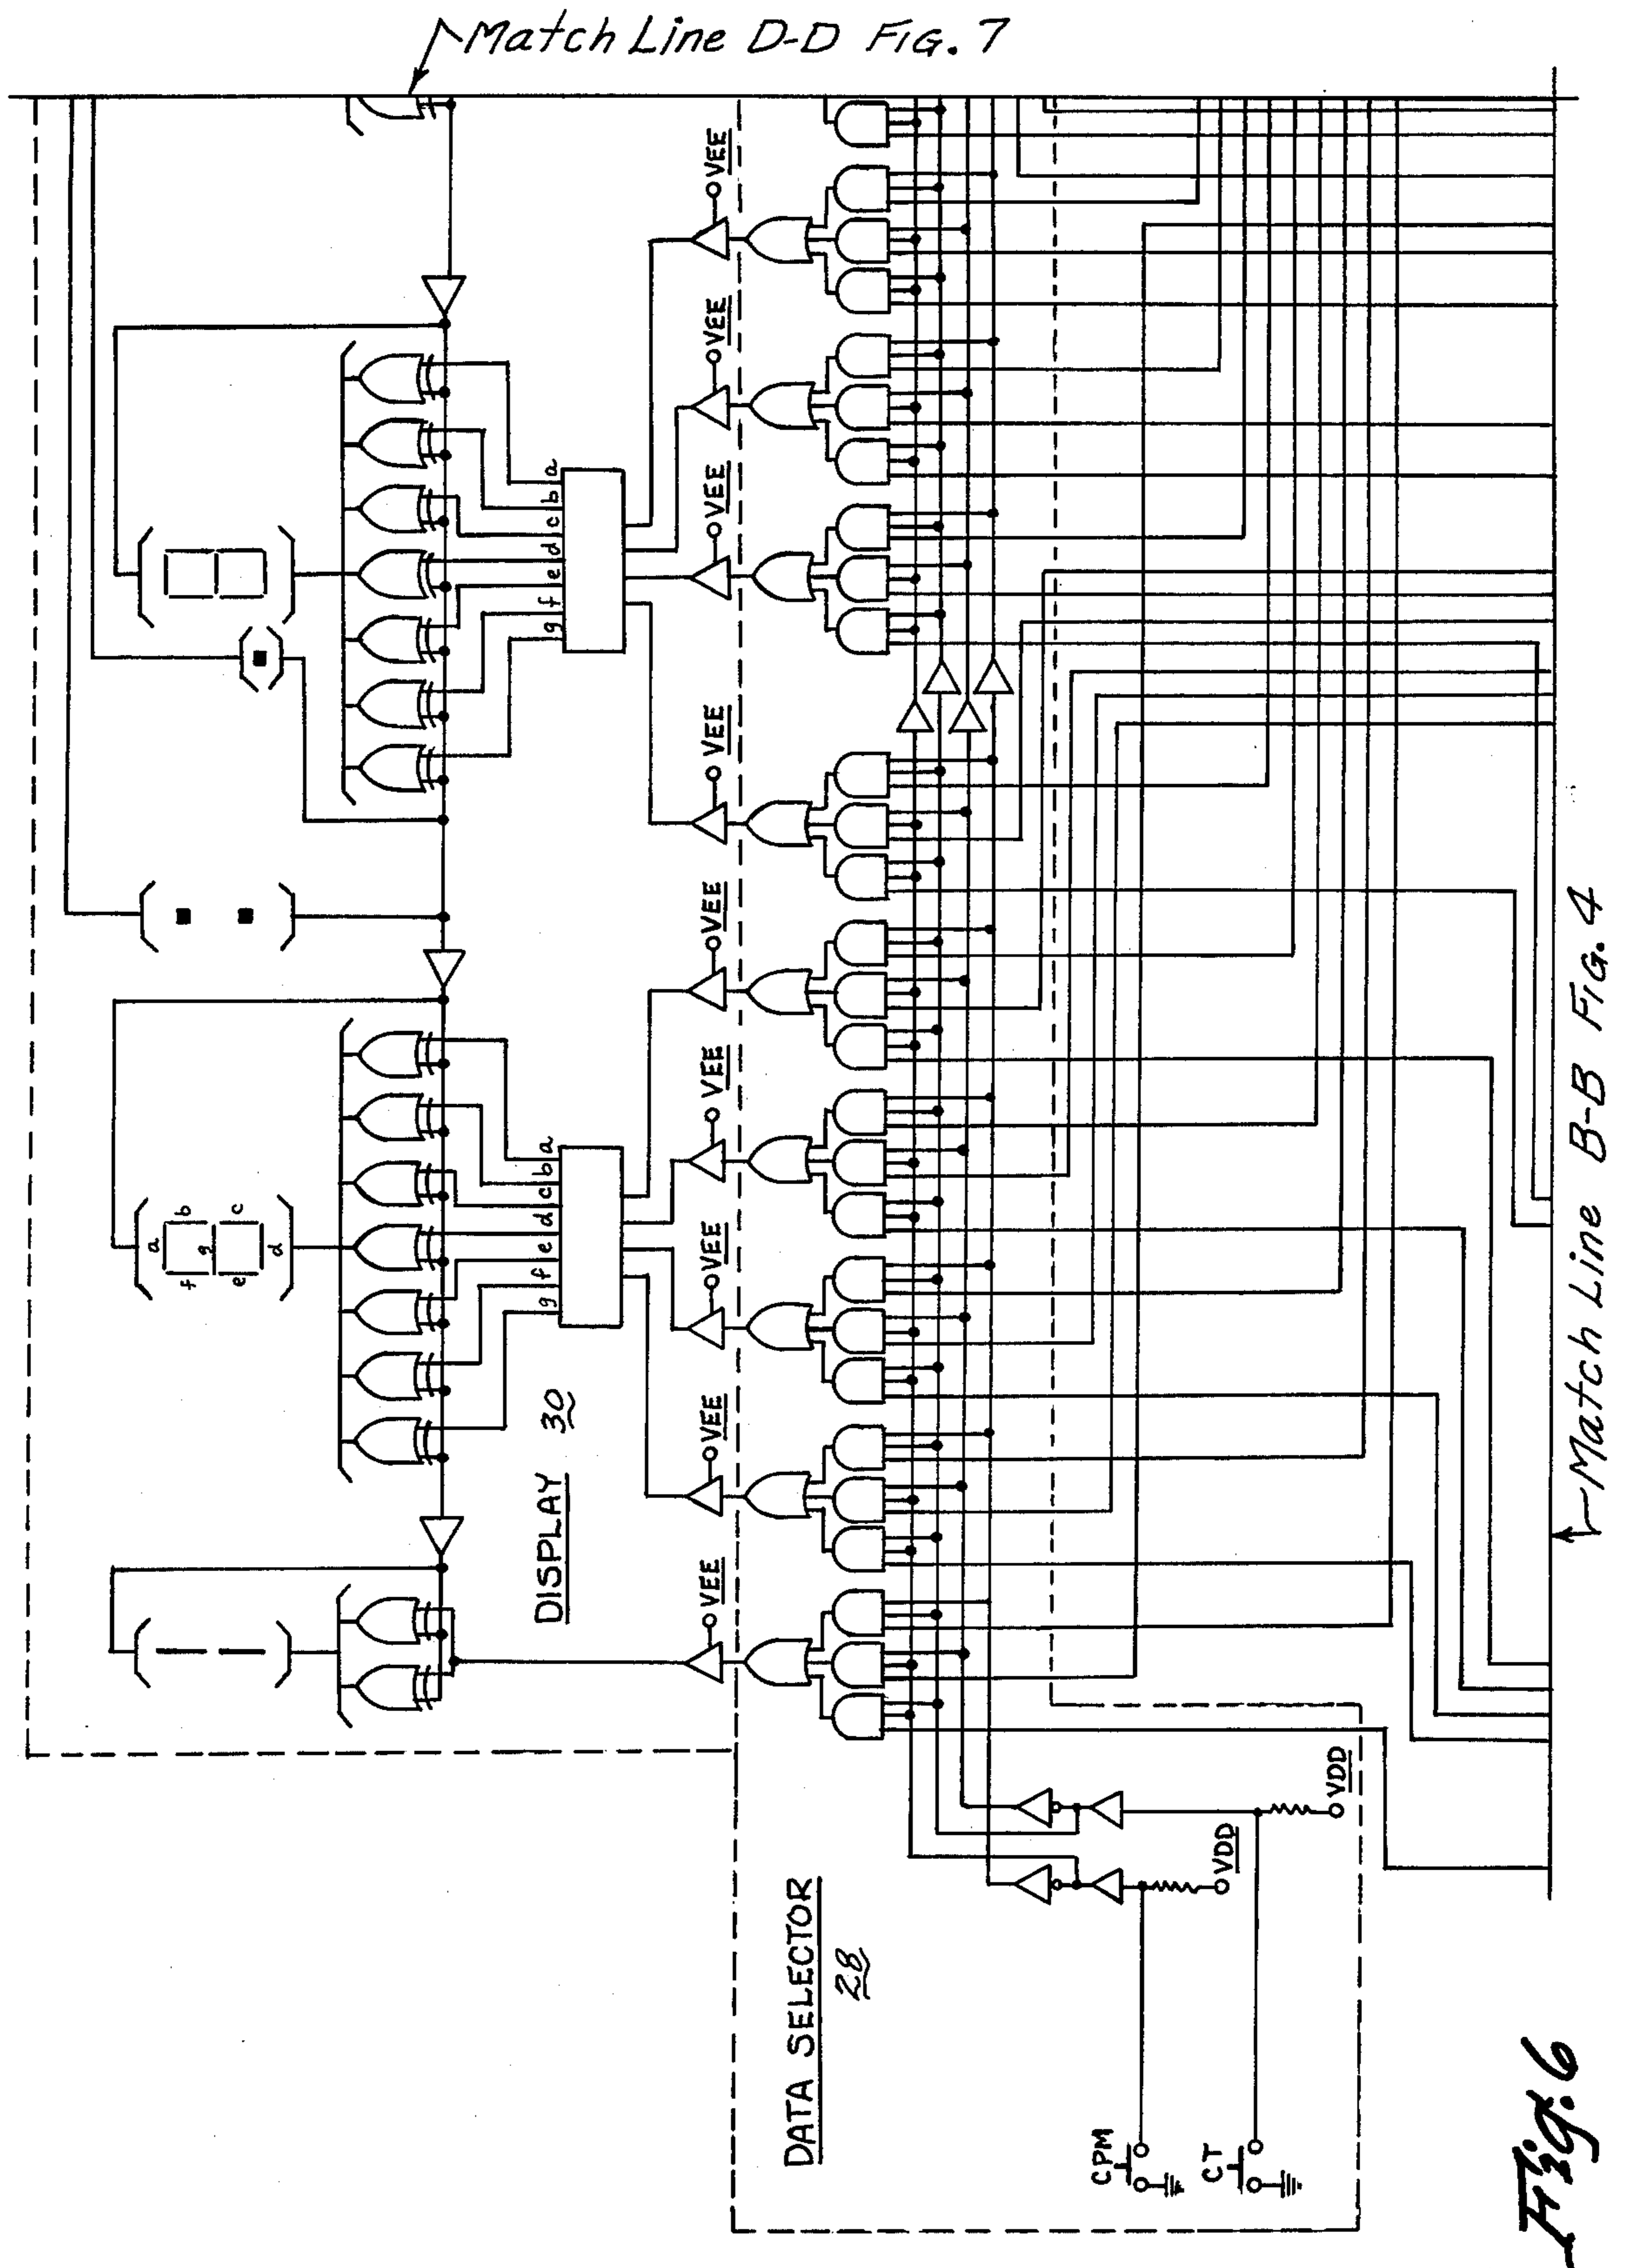 Match Line D-D FIG. 7
VEE
VEE
VEE
VEE
VEE
VEE
VEE
VEE
VEE
a
b
c
d
e
f
g
a
b
c
d
e
f
g
a
b
c
d
e
f
g
DISPLAY
30
DATA SELECTOR
28
VDD
VDD
CPM
CT
Match Line B-B FIG. 4
Fig. 6